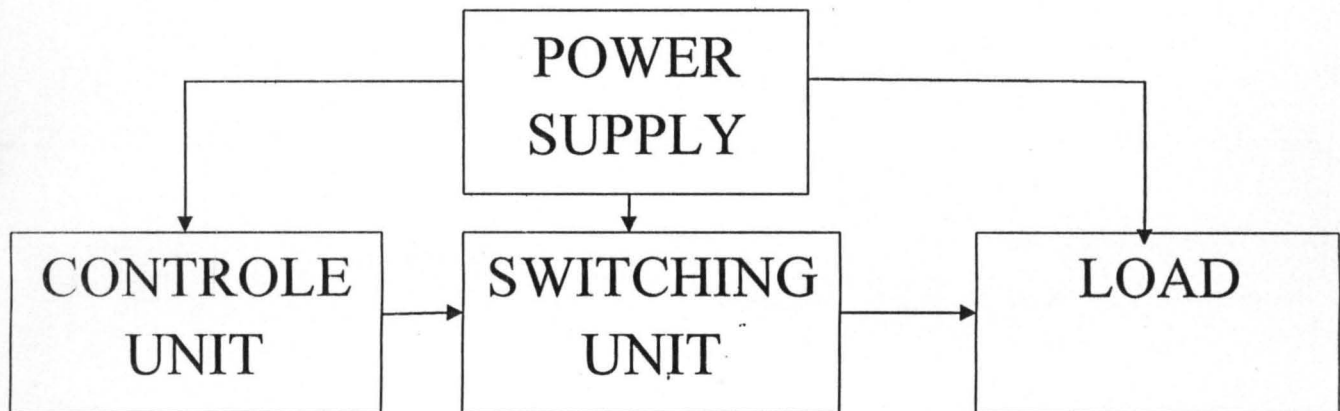 POWER
SUPPLY
CONTROLE
UNIT
SWITCHING
UNIT
LOAD